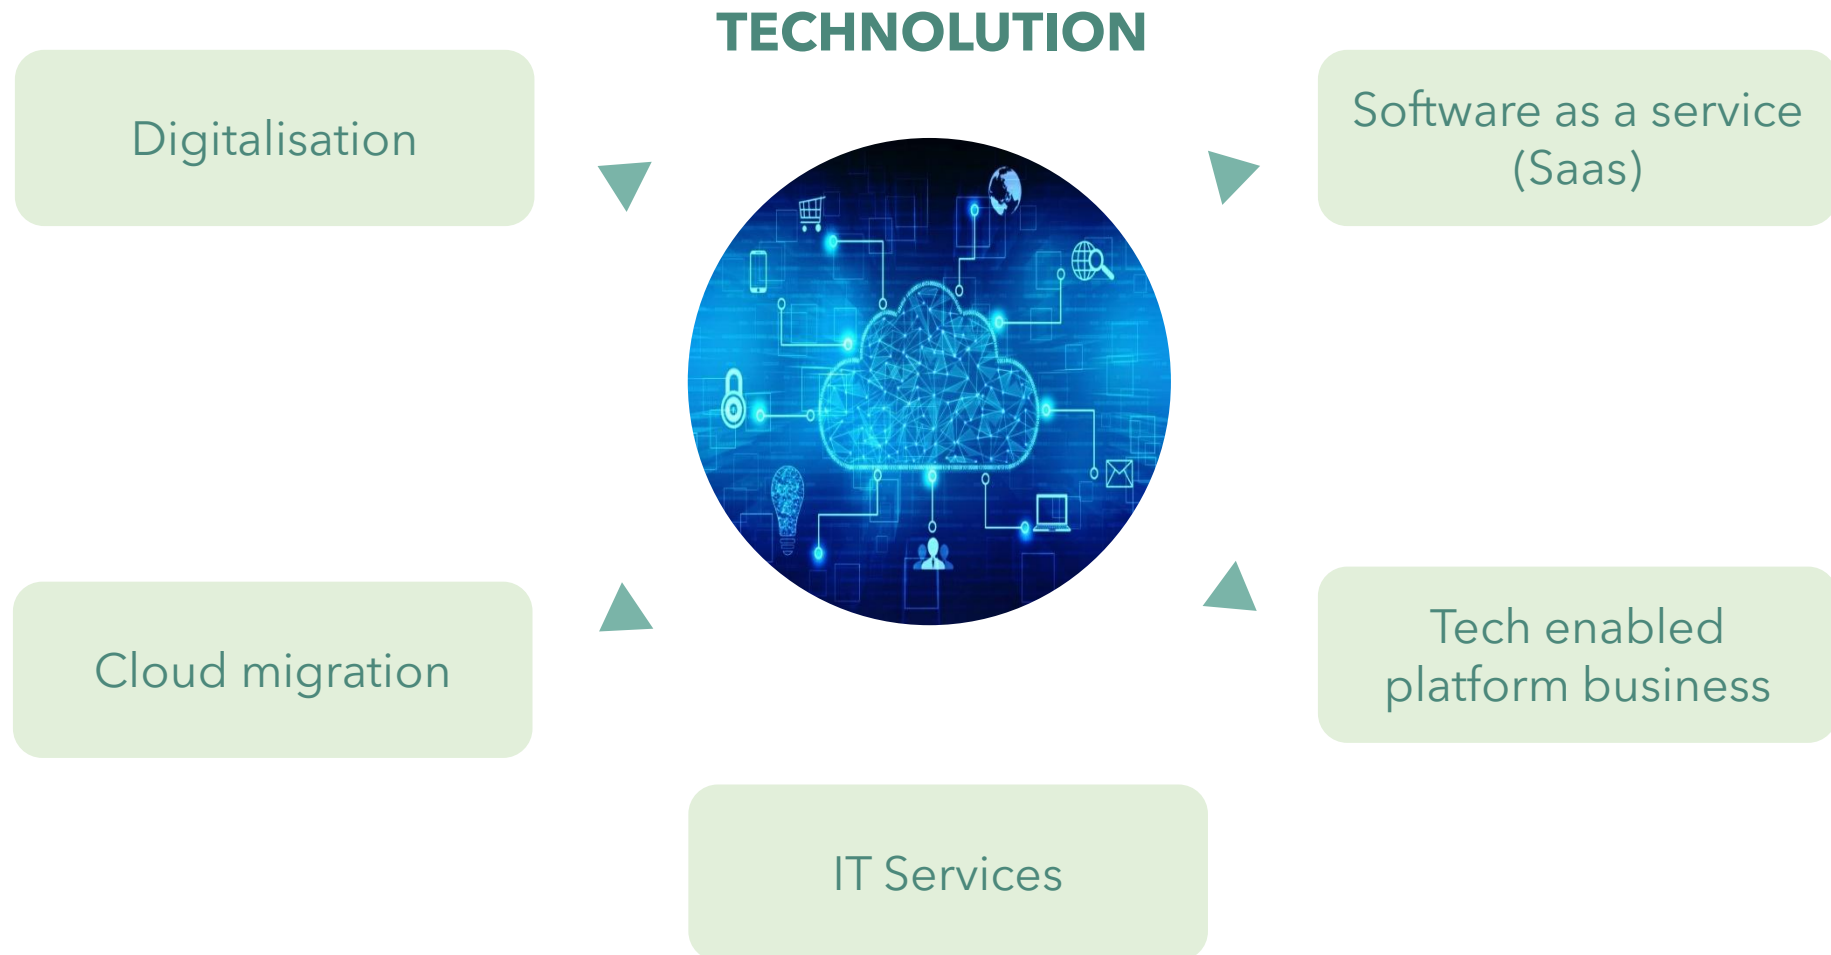 TECHNOLUTION
Digitalisation
Software as a service
(Saas)
Cloud migration
Tech enabled
platform business
IT Services